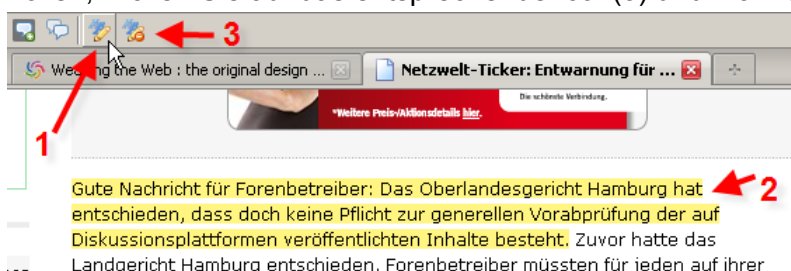 3
Weaving the Web : the original design ...
Netzwelt-Ticker: Entwarnung für ...
1
*Weitere Preis-/Aktionsdetails hier.
Die schönste Verbindung.
Gute Nachricht für Forenbetreiber: Das Oberlandesgericht Hamburg hat
2
entschieden, dass doch keine Pflicht zur generellen Vorabprüfung der auf
Diskussionsplattformen veröffentlichten Inhalte besteht. Zuvor hatte das
Landgericht Hamburg entschieden, Forenbetreiber müssten für jeden auf ihrer